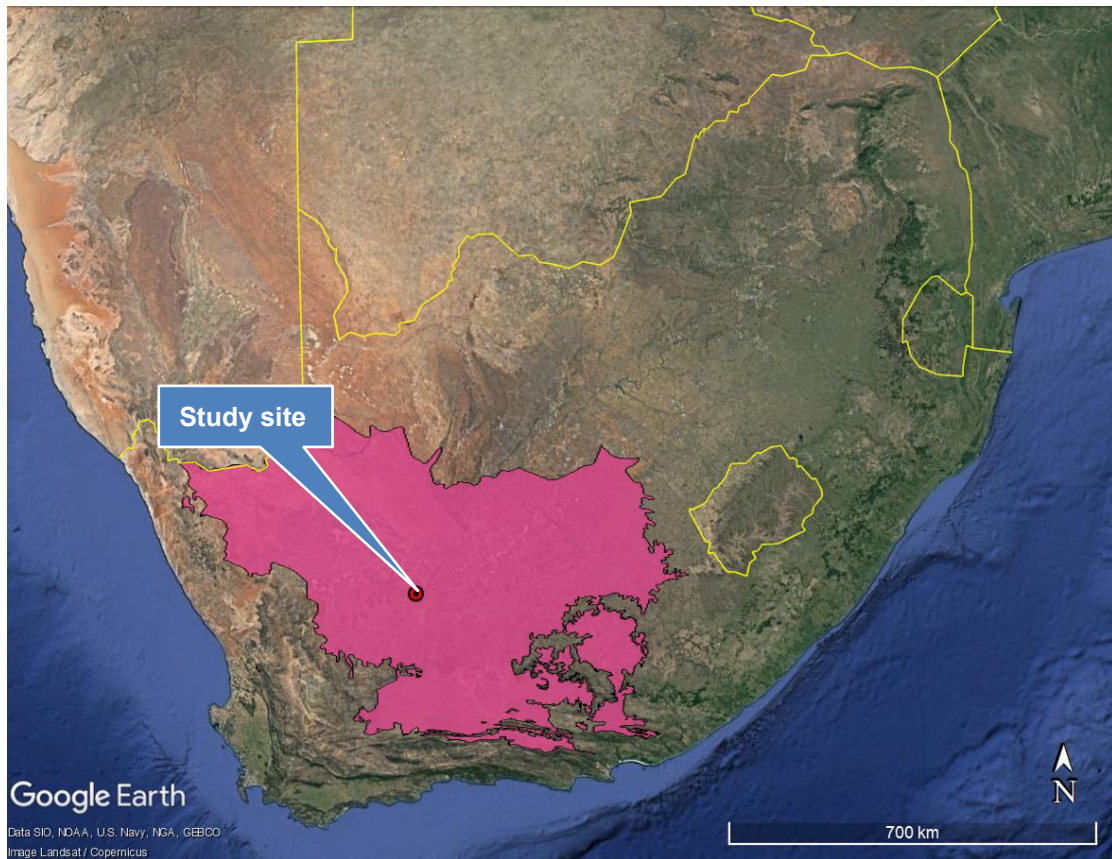 Study site
Google Earth
N
Data SIO, NOAA, U.S. Navy, NGA, GEBCO
Image Landsat / Copernicus
700 km